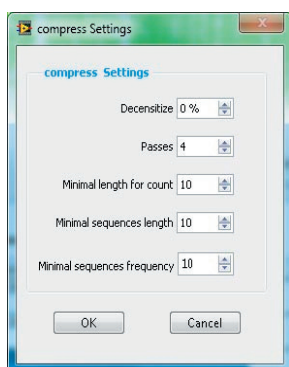 compress Settings
compress Settings
Decensitize 0 %
Passes 4
Minimal length for count 10
Minimal sequences length 10
Minimal sequences frequency 10
OK Cancel